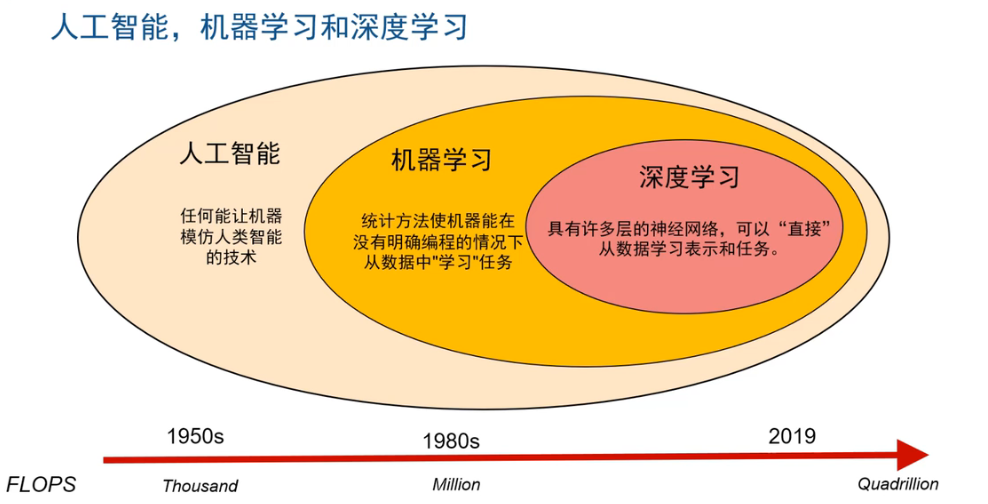 人工智能，机器学习和深度学习
人工智能
任何能让机器
模仿人类智能
的技术
机器学习
统计方法使机器能在
没有明确编程的情况下
从数据中"学习"任务
深度学习
具有许多层的神经网络，可以“直接”
从数据学习表示和任务。
1950s
1980s
2019
FLOPS
Thousand
Million
Quadrillion